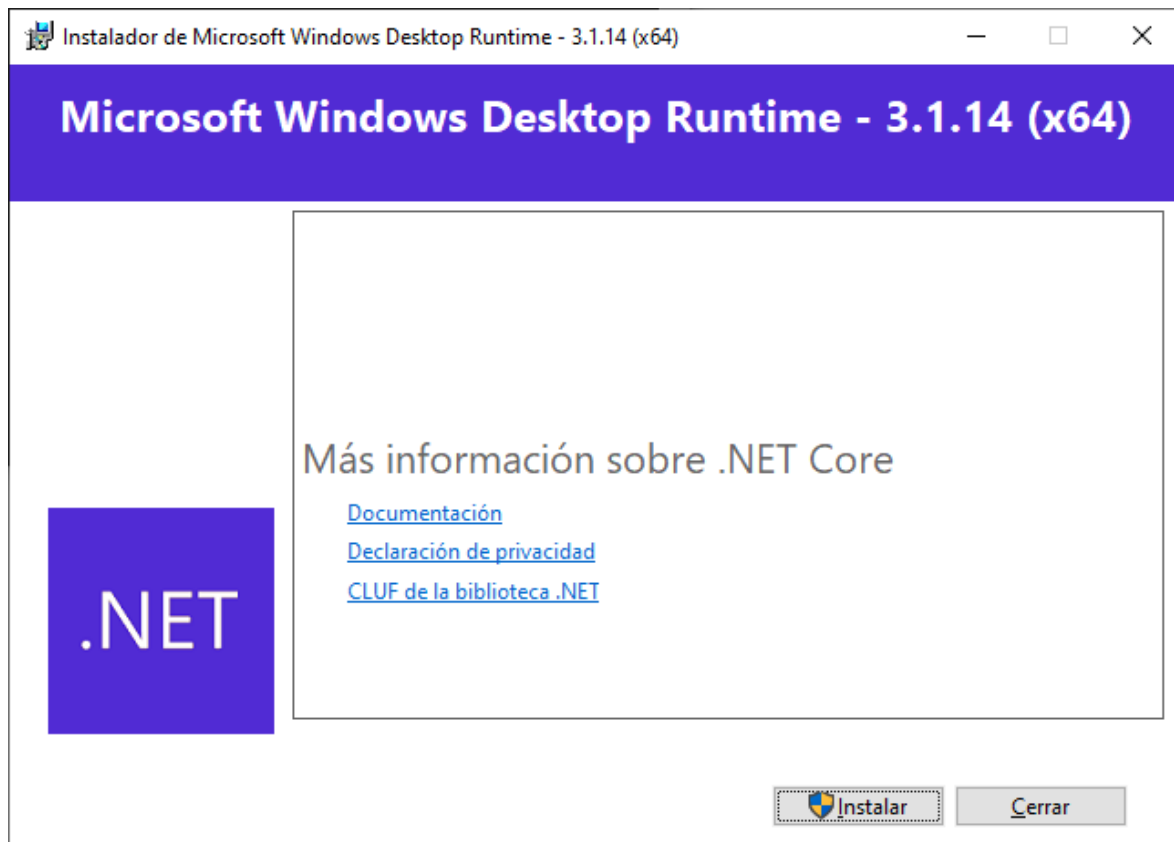 Instalador de Microsoft Windows Desktop Runtime - 3.1.14 (x64)
Microsoft Windows Desktop Runtime - 3.1.14 (x64)
Más información sobre .NET Core
Documentación
Declaración de privacidad
CLUF de la biblioteca .NET
.NET
Instalar
Cerrar